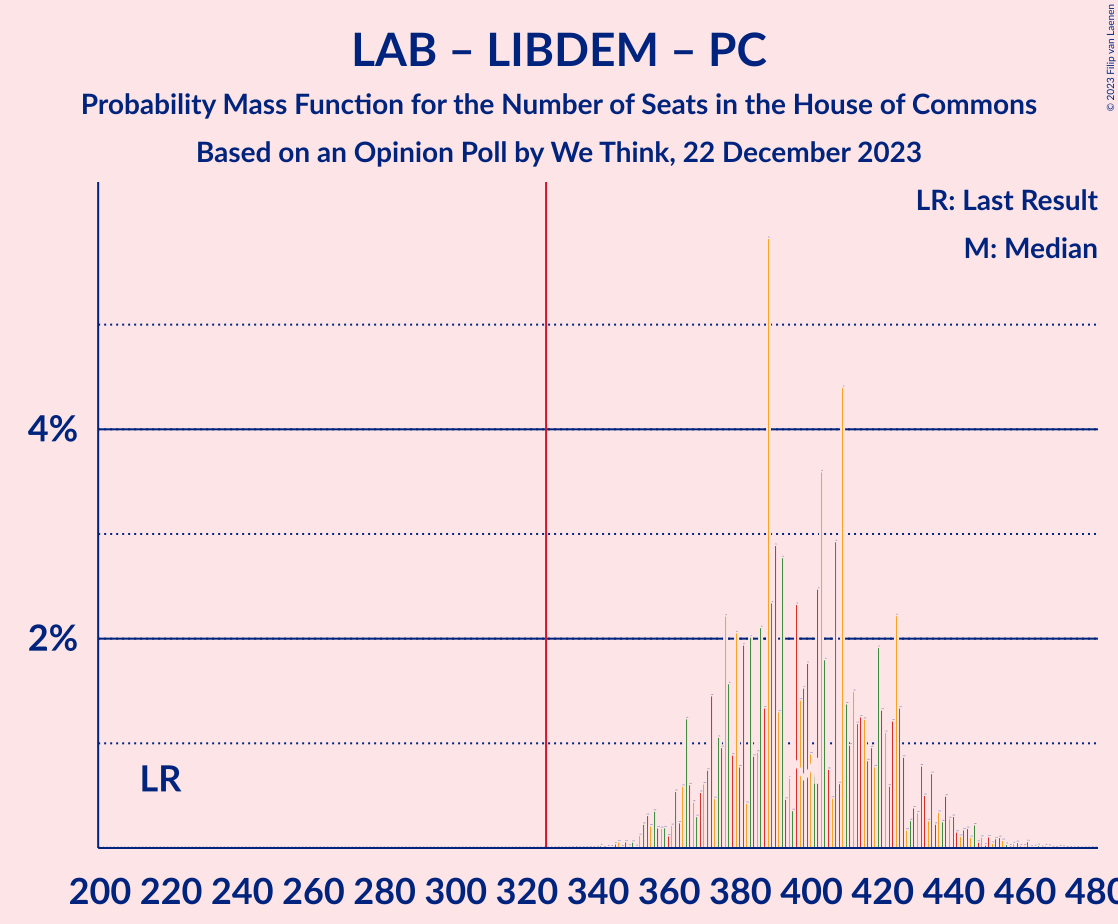 LAB – LIBDEM – PC
Probability Mass Function for the Number of Seats in the House of Commons
Based on an Opinion Poll by We Think, 22 December 2023
© 2023 Filip van Laenen
LR: Last Result
M: Median
4%
2%
LR
200 220 240 260 280 300 320 340 360 380 400 420 440 460 480